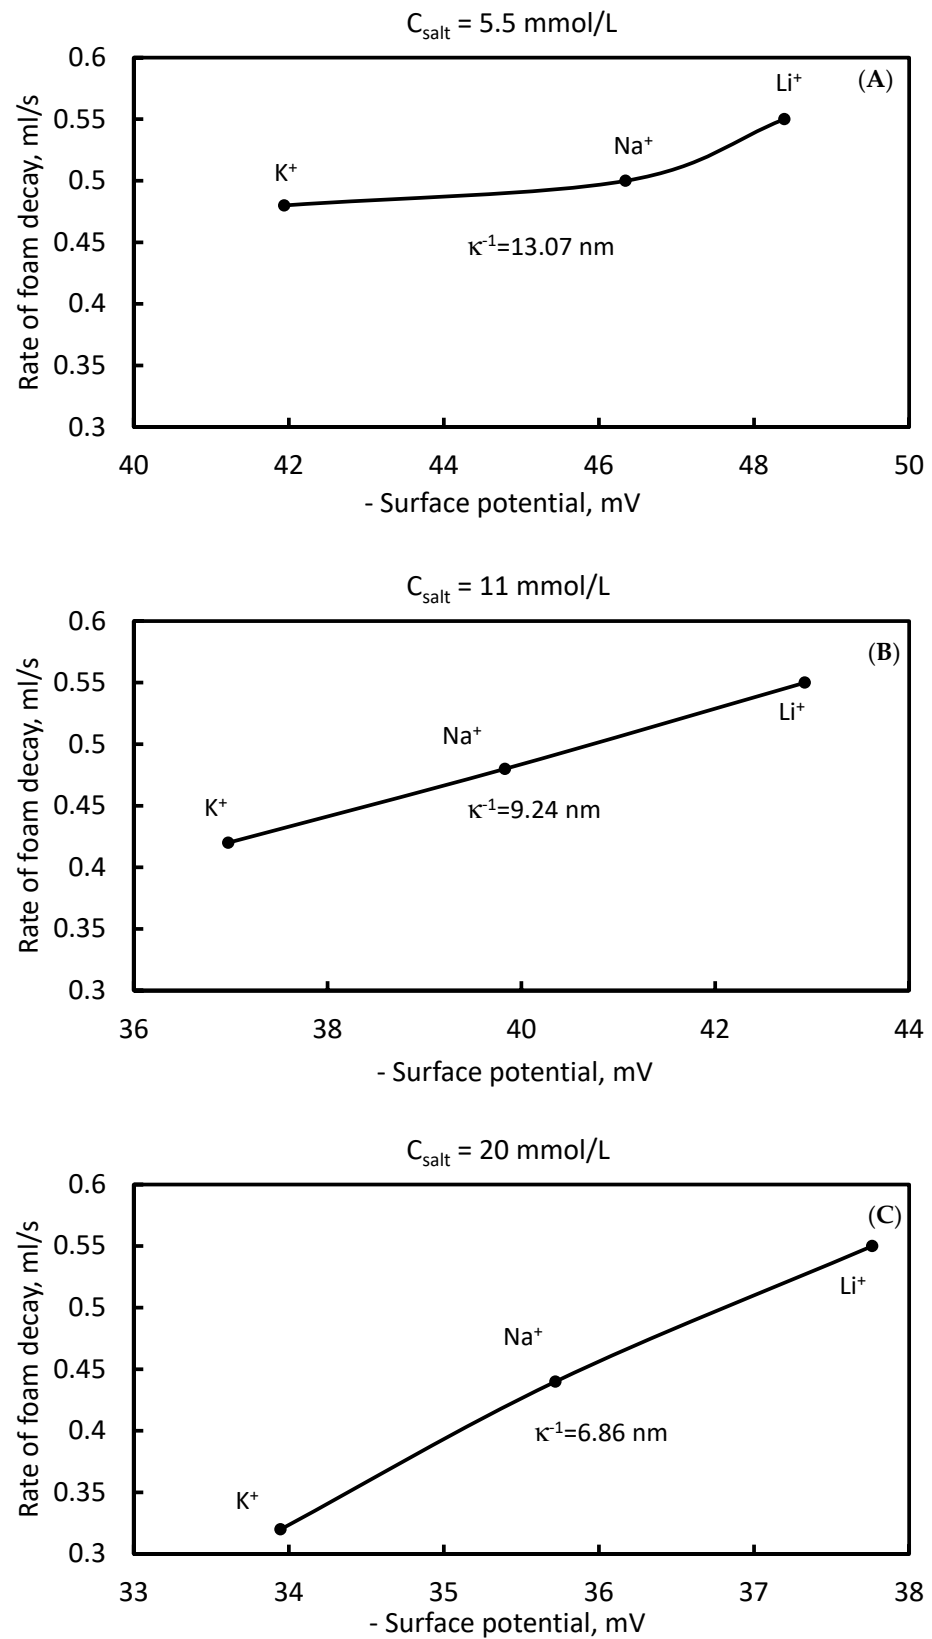 C_salt = 5.5 mmol/L
(A)
Rate of foam decay, ml/s
0.6
0.55
0.5
0.45
0.4
0.35
0.3
K⁺
Na⁺
Li⁺
κ⁻¹=13.07 nm
40 42 44 46 48 50
- Surface potential, mV
C_salt = 11 mmol/L
(B)
Rate of foam decay, ml/s
0.6
0.55
0.5
0.45
0.4
0.35
0.3
K⁺
Na⁺
Li⁺
κ⁻¹=9.24 nm
36 38 40 42 44
- Surface potential, mV
C_salt = 20 mmol/L
(C)
Rate of foam decay, ml/s
0.6
0.55
0.5
0.45
0.4
0.35
0.3
K⁺
Na⁺
Li⁺
κ⁻¹=6.86 nm
33 34 35 36 37 38
- Surface potential, mV